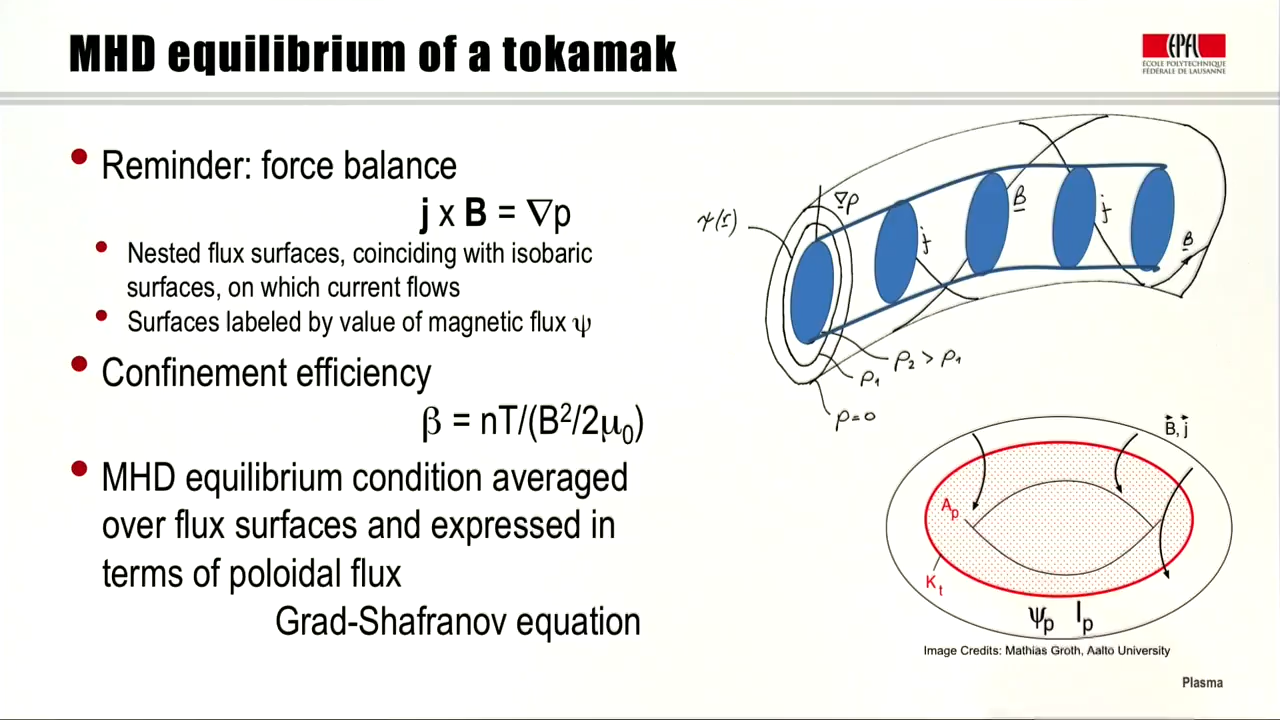 MHD equilibrium of a tokamak
EPFL
ÉCOLE POLYTECHNIQUE
FÉDÉRALE DE LAUSANNE
• Reminder: force balance
j x B = ∇p
• Nested flux surfaces, coinciding with isobaric
surfaces, on which current flows
• Surfaces labeled by value of magnetic flux ψ
• Confinement efficiency
β = nT/(B²/2μ₀)
• MHD equilibrium condition averaged
over flux surfaces and expressed in
terms of poloidal flux
Grad-Shafranov equation
ψ(r)
∇p
j
B
j
B
p₂ > p₁
p₁
p=0
B⃗, j⃗
Aₚ
Kₜ
ψₚ Iₚ
Image Credits: Mathias Groth, Aalto University
Plasma